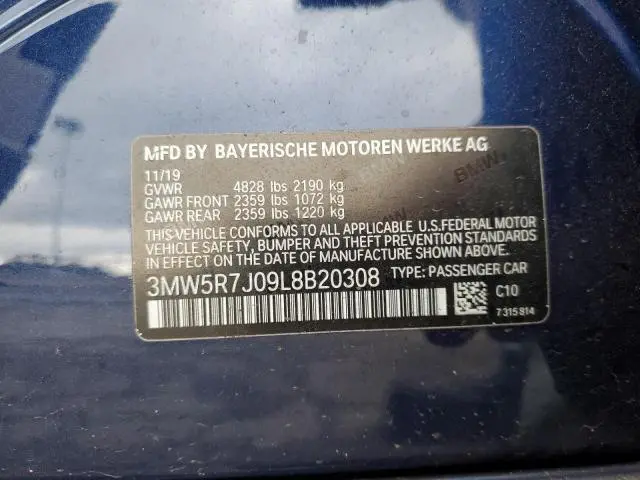 MFD BY BAYERISCHE MOTOREN WERKE AG
11/19
GVWR 4828 lbs 2190 kg
GAWR FRONT 2359 lbs 1072 kg
GAWR REAR 2359 lbs 1220 kg
THIS VEHICLE CONFORMS TO ALL APPLICABLE U.S.FEDERAL MOTOR
VEHICLE SAFETY, BUMPER AND THEFT PREVENTION STANDARDS
IN EFFECT ON THE DATE OF MANUFACTURE SHOWN ABOVE.
3MW5R7J09L8B20308 TYPE: PASSENGER CAR
C10
7315814
BMW
BMW